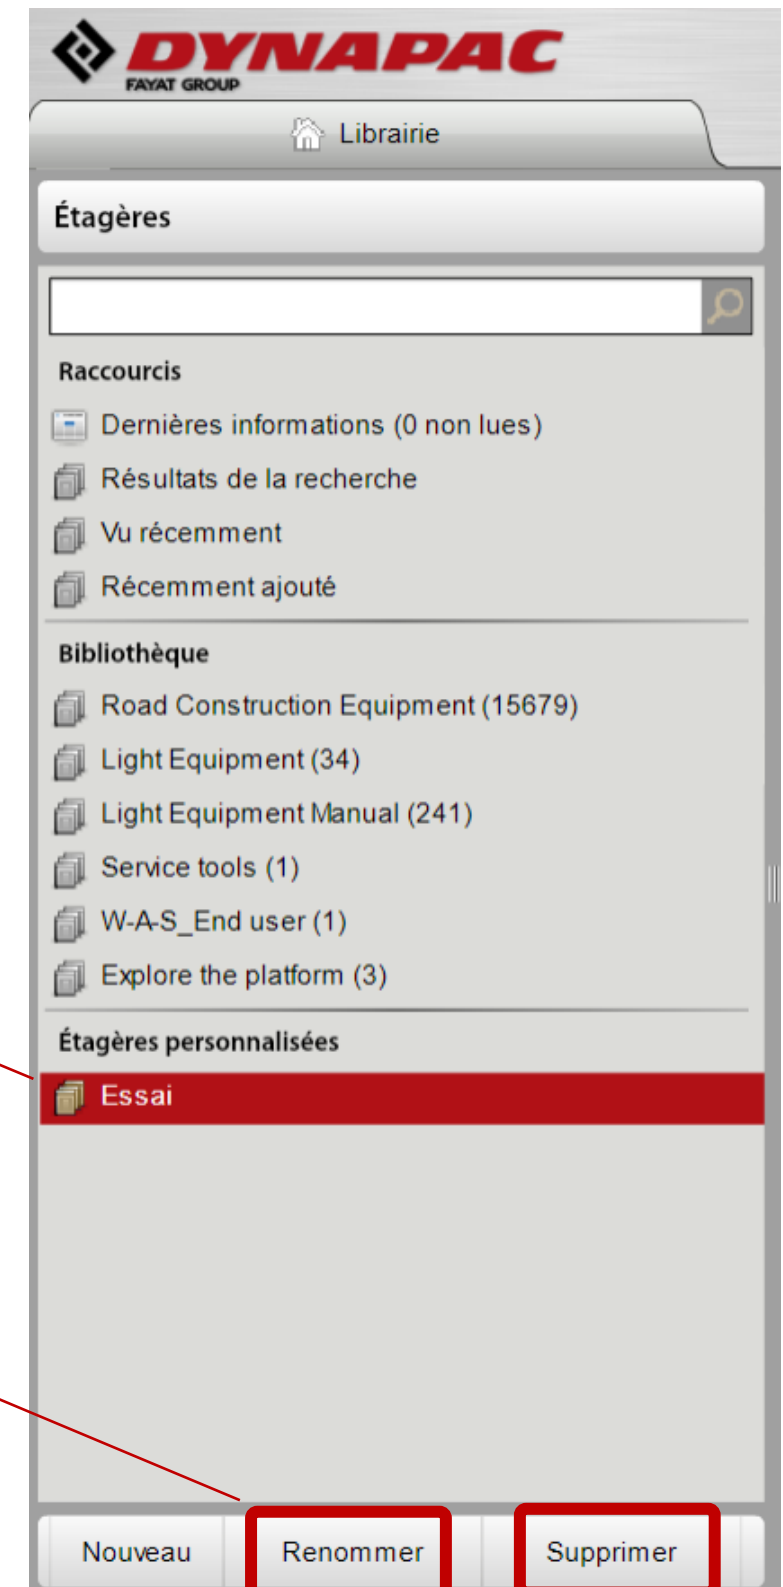 DYNAPAC
FAYAT GROUP
Librairie
Étagères
Raccourcis
Dernières informations (0 non lues)
Résultats de la recherche
Vu récemment
Récemment ajouté
Bibliothèque
Road Construction Equipment (15679)
Light Equipment (34)
Light Equipment Manual (241)
Service tools (1)
W-A-S_End user (1)
Explore the platform (3)
Étagères personnalisées
Essai
Nouveau Renommer Supprimer